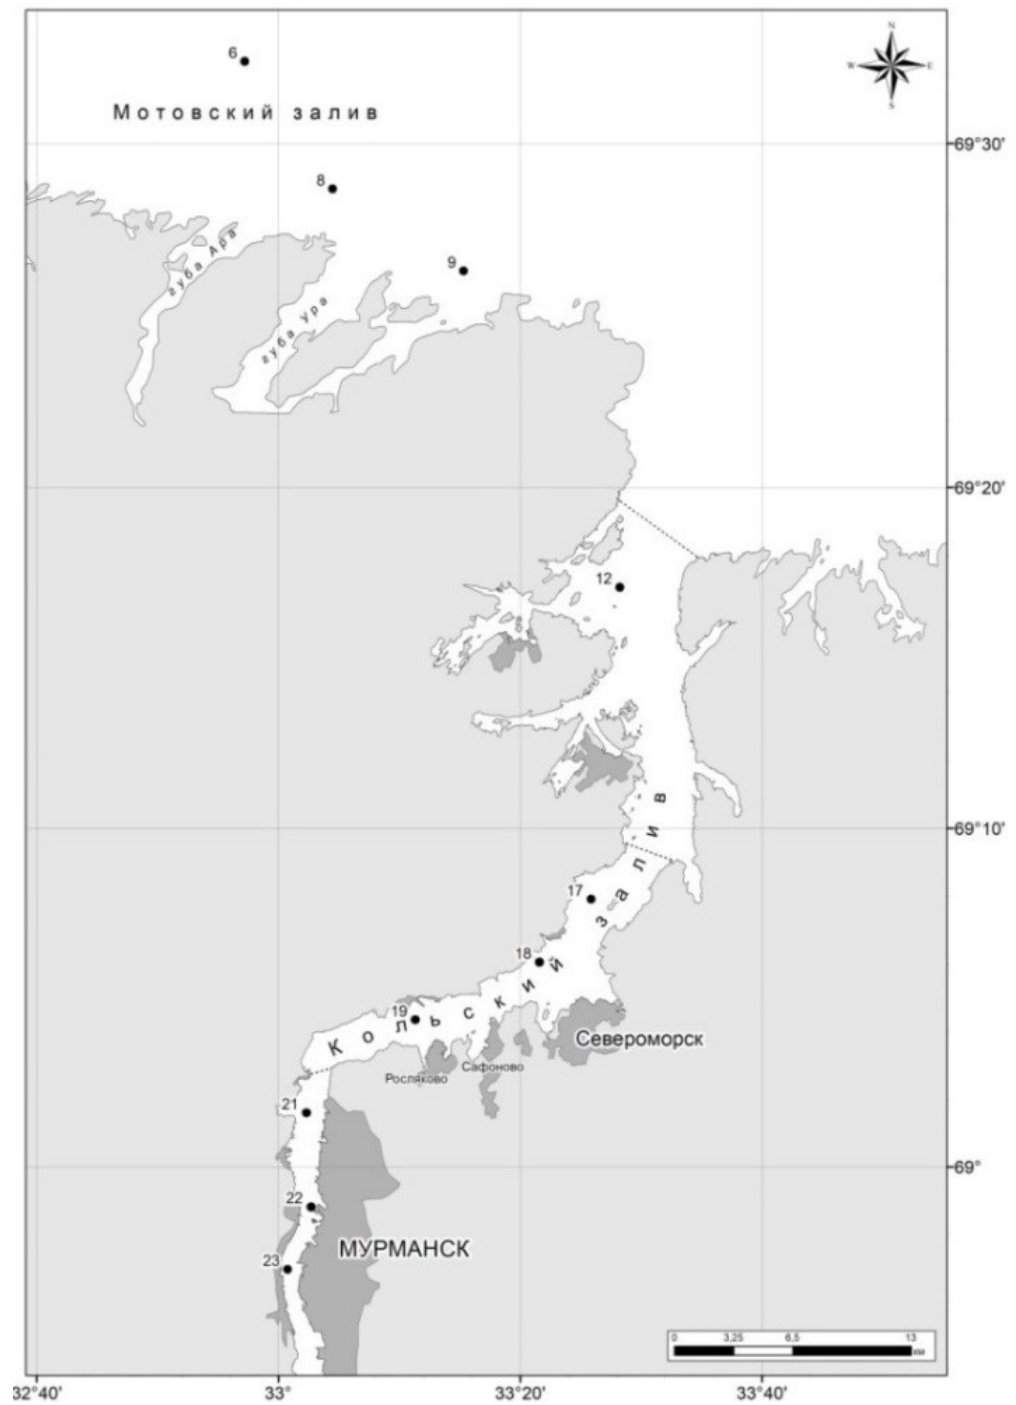 N
W E
S
6
Мотовский залив
69°30'
8
губа Ара
9
губа Ура
69°20'
12
69°10'
17
18
19
Кольский залив
Североморск
Сафоново
Росляково
21
69°
22
МУРМАНСК
23
0 3,25 6,5 13
км
32°40' 33° 33°20' 33°40'